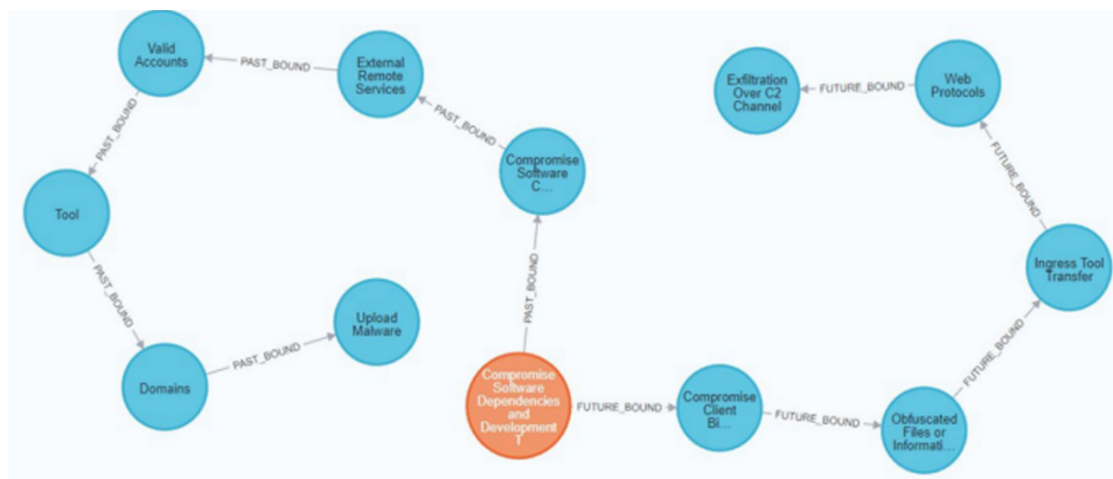 Valid
Accounts
PAST_BOUND
External
Remote
Services
PAST_BOUND
PAST_BOUND
Compromise
Software
C...
Tool
PAST_BOUND
Upload
Malware
PAST_BOUND
Domains
PAST_BOUND
Compromise
Software
Dependencies
and
Development
T
FUTURE_BOUND
Compromise
Client
Bi...
FUTURE_BOUND
Obfuscated
Files or
Informati...
FUTURE_BOUND
Ingress Tool
Transfer
FUTURE_BOUND
Web
Protocols
FUTURE_BOUND
Exfiltration
Over C2
Channel